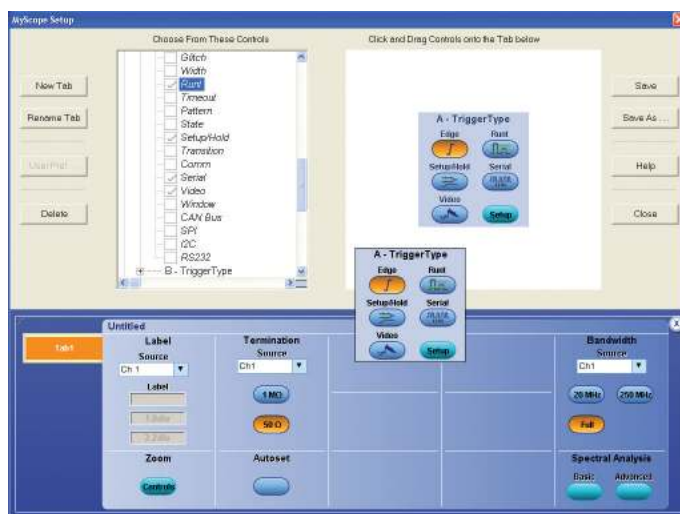 MyScope Setup
Choose From These Controls
Click and Drag Controls onto the Tab below
New Tab
Rename Tab
User Pref ...
Delete
Glitch
Width
Runt
Timeout
Pattern
State
Setup/Hold
Transition
Comm
Serial
Video
Window
CAN Bus
SPI
I2C
RS232
B - TriggerType
A - TriggerType
Edge
Runt
Setup/Hold
Serial
Video
Setup
Save
Save As ...
Help
Close
A - TriggerType
Edge
Runt
Setup/Hold
Serial
Video
Setup
Tab1
Untitled
Label
Source
Ch 1
Label
Zoom
Controls
Termination
Source
Ch1
1 MΩ
50 Ω
Autoset
Bandwidth
Source
Ch1
20 MHz
250 MHz
Full
Spectral Analysis
Basic
Advanced